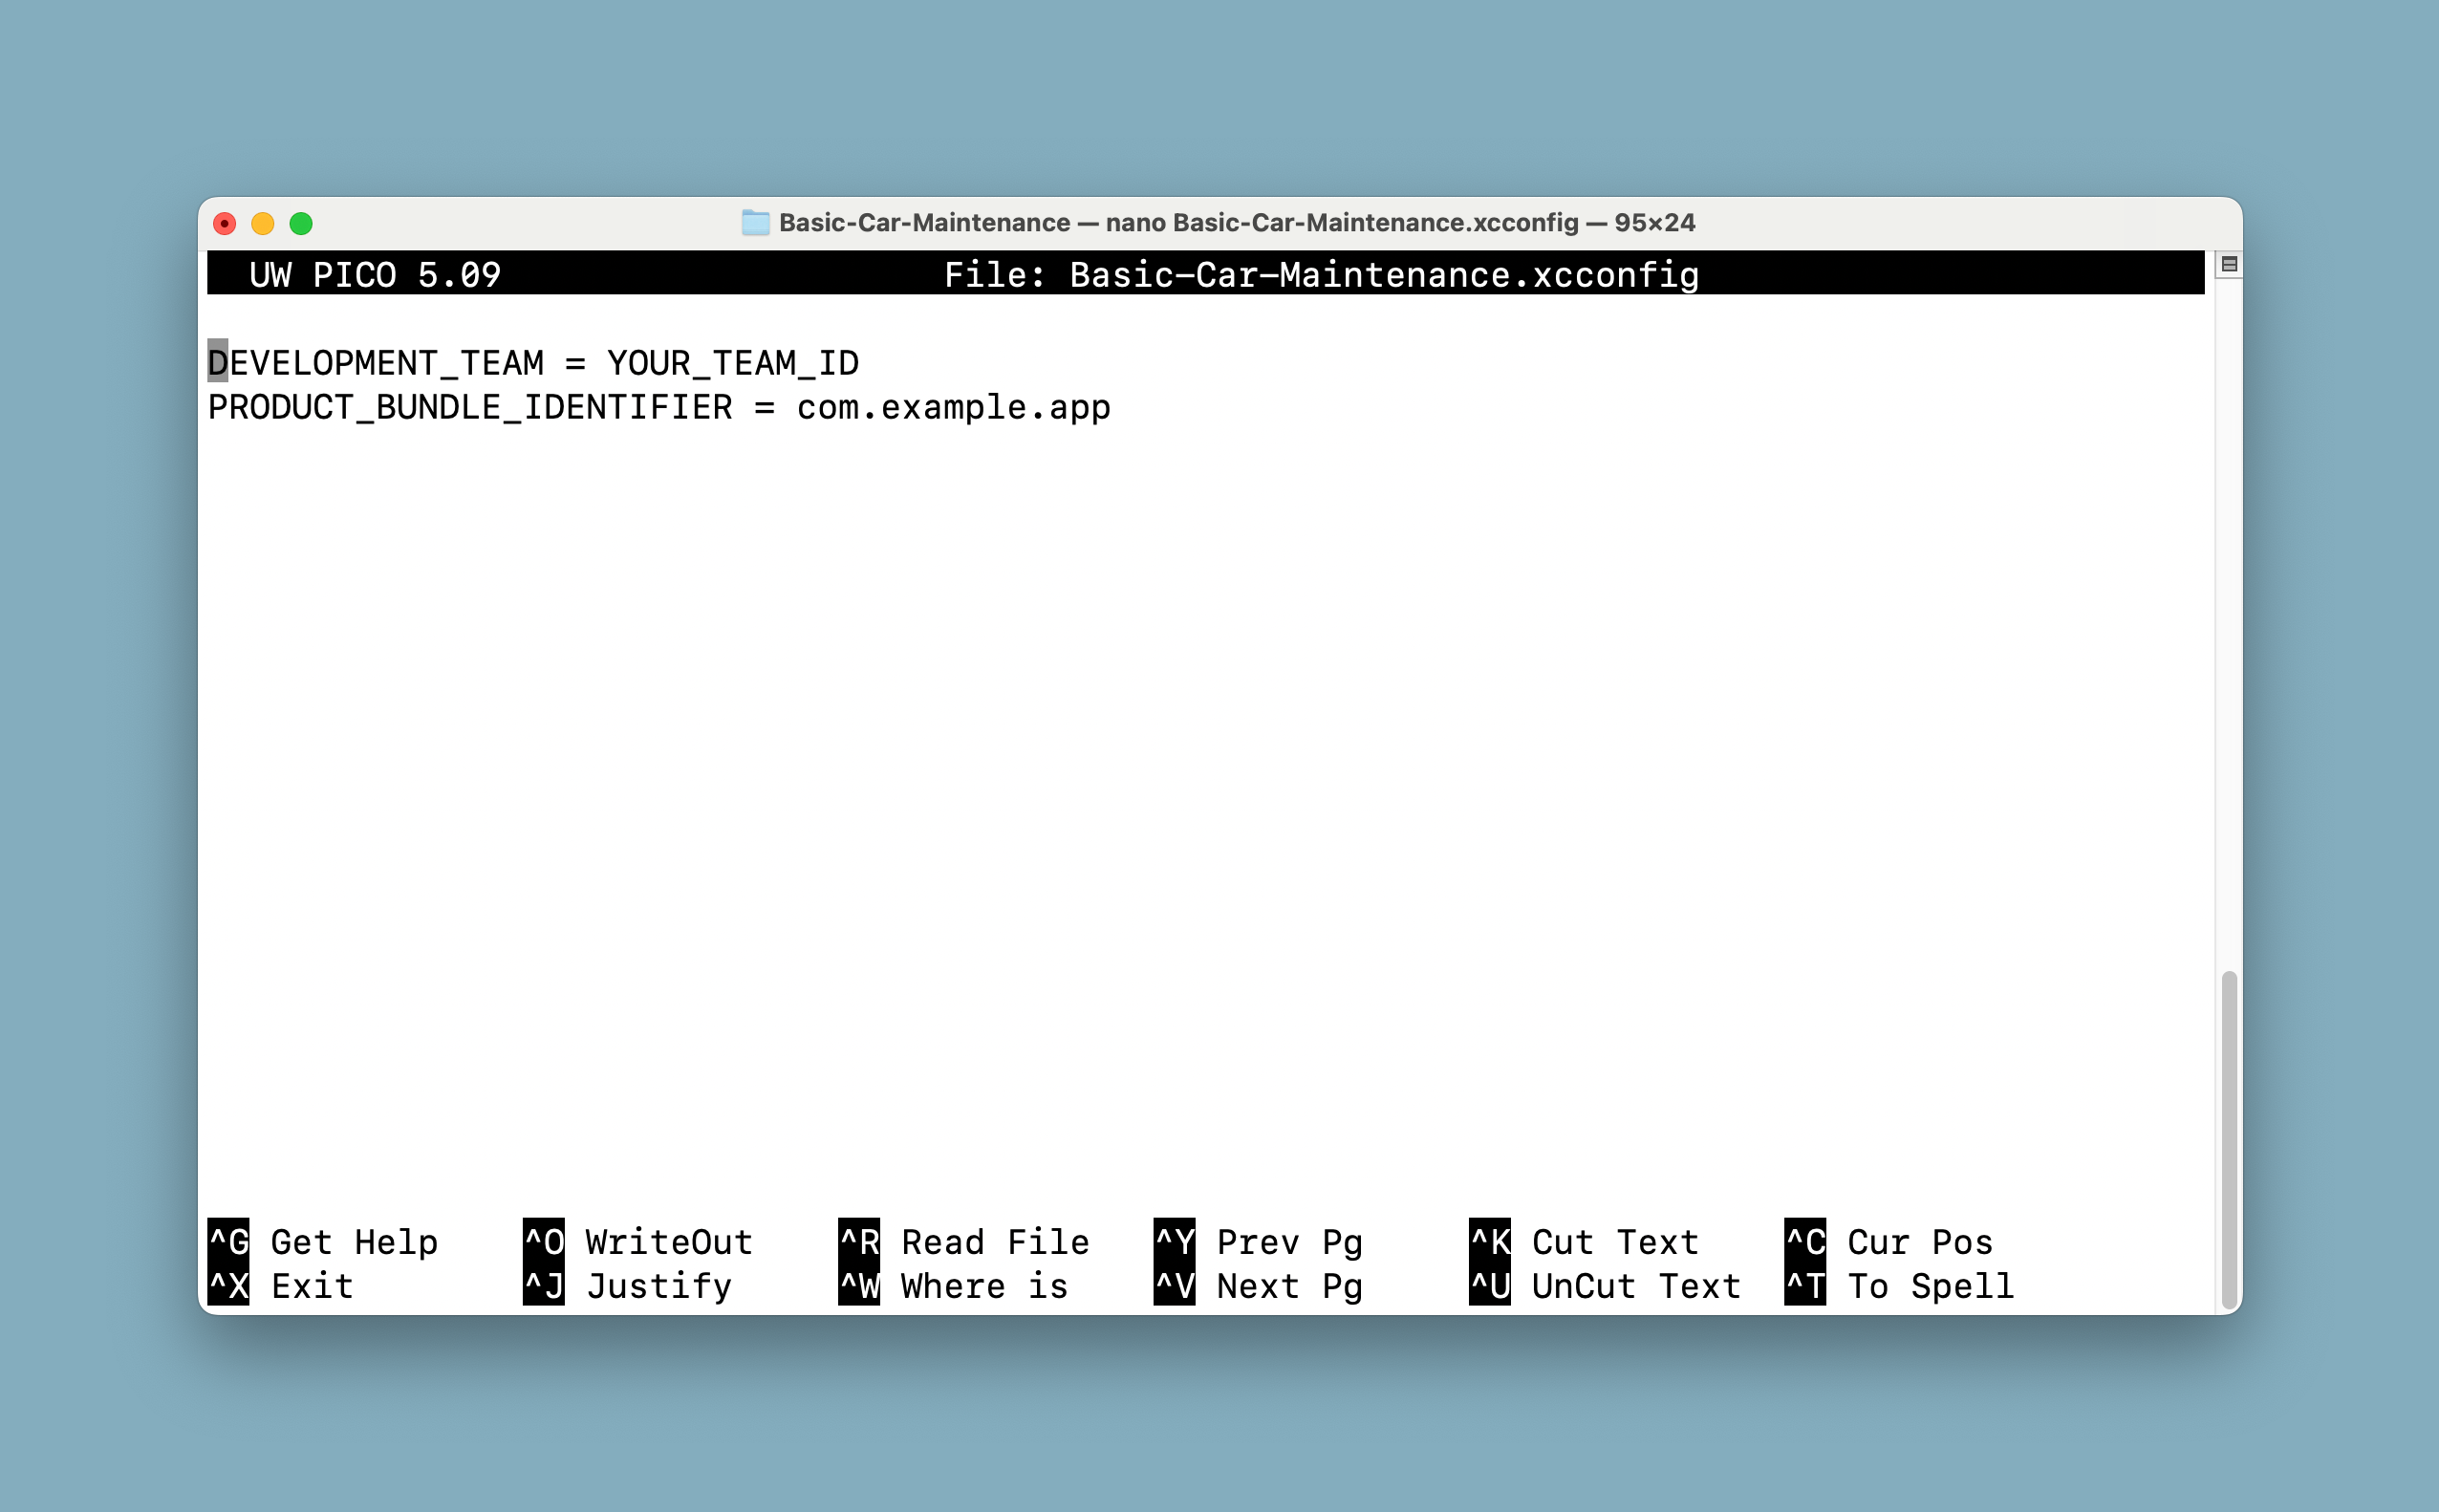 Basic-Car-Maintenance — nano Basic-Car-Maintenance.xcconfig — 95×24
UW PICO 5.09 File: Basic-Car-Maintenance.xcconfig
DEVELOPMENT_TEAM = YOUR_TEAM_ID
PRODUCT_BUNDLE_IDENTIFIER = com.example.app
^G Get Help ^O WriteOut ^R Read File ^Y Prev Pg ^K Cut Text ^C Cur Pos
^X Exit ^J Justify ^W Where is ^V Next Pg ^U UnCut Text ^T To Spell